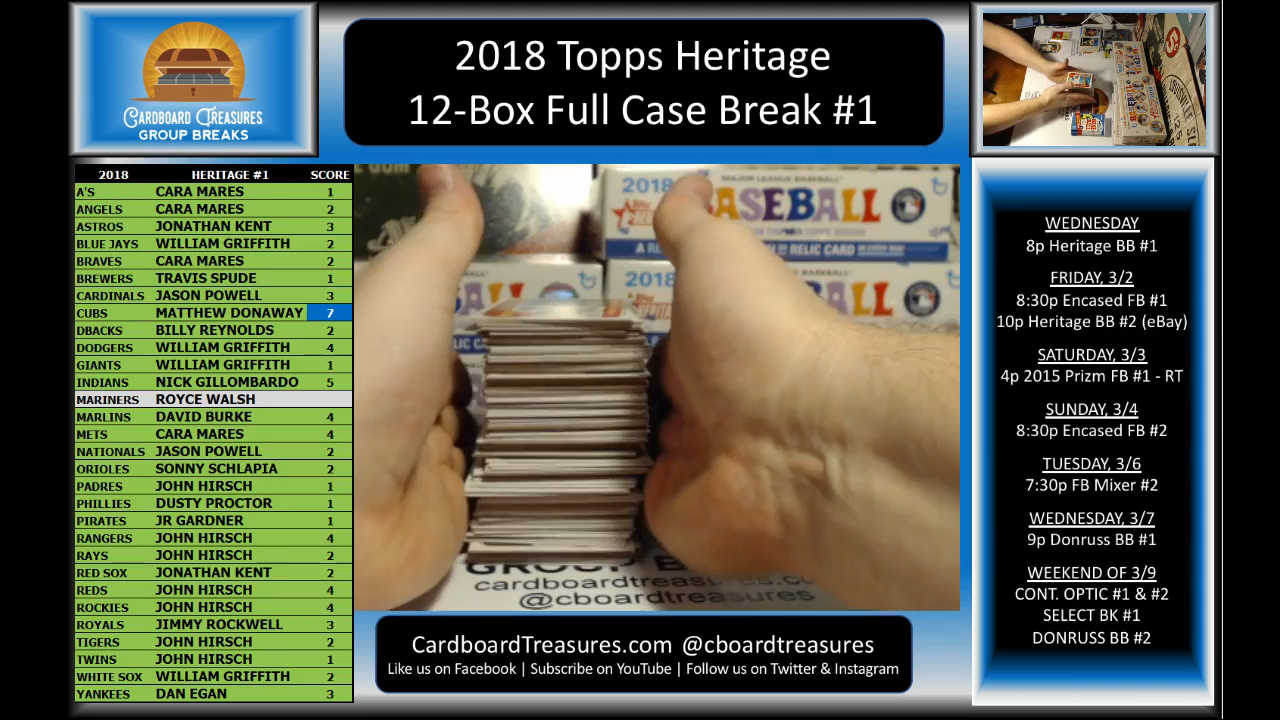 CARDBOARD TREASURES
GROUP BREAKS
2018 Topps Heritage
12-Box Full Case Break #1
2018 HERITAGE #1 SCORE
A'S CARA MARES 1
ANGELS CARA MARES 2
ASTROS JONATHAN KENT 3
BLUE JAYS WILLIAM GRIFFITH 2
BRAVES CARA MARES 2
BREWERS TRAVIS SPUDE 1
CARDINALS JASON POWELL 3
CUBS MATTHEW DONAWAY 7
DBACKS BILLY REYNOLDS 2
DODGERS WILLIAM GRIFFITH 4
GIANTS WILLIAM GRIFFITH 1
INDIANS NICK GILLOMBARDO 5
MARINERS ROYCE WALSH
MARLINS DAVID BURKE 4
METS CARA MARES 4
NATIONALS JASON POWELL 2
ORIOLES SONNY SCHLAPIA 2
PADRES JOHN HIRSCH 1
PHILLIES DUSTY PROCTOR 1
PIRATES JR GARDNER 1
RANGERS JOHN HIRSCH 4
RAYS JOHN HIRSCH 2
RED SOX JONATHAN KENT 2
REDS JOHN HIRSCH 4
ROCKIES JOHN HIRSCH 4
ROYALS JIMMY ROCKWELL 3
TIGERS JOHN HIRSCH 2
TWINS JOHN HIRSCH 1
WHITE SOX WILLIAM GRIFFITH 2
YANKEES DAN EGAN 3
MAJOR LEAGUE BASEBALL
2018 BASEBALL
RELIC CARD
2018
cardboardtreasures.com
@cboardtreasures
CardboardTreasures.com @cboardtreasures
Like us on Facebook | Subscribe on YouTube | Follow us on Twitter & Instagram
WEDNESDAY
8p Heritage BB #1
FRIDAY, 3/2
8:30p Encased FB #1
10p Heritage BB #2 (eBay)
SATURDAY, 3/3
4p 2015 Prizm FB #1 - RT
SUNDAY, 3/4
8:30p Encased FB #2
TUESDAY, 3/6
7:30p FB Mixer #2
WEDNESDAY, 3/7
9p Donruss BB #1
WEEKEND OF 3/9
CONT. OPTIC #1 & #2
SELECT BK #1
DONRUSS BB #2